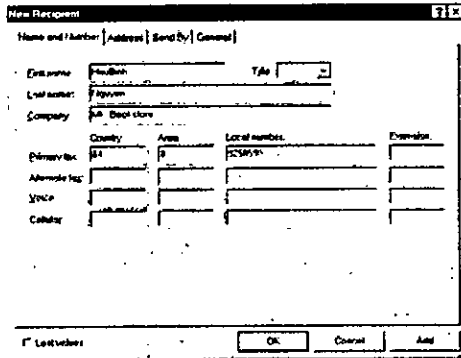 New Recipient
Name and Number Address Send By General
First name: Title
Last name: Nguyen
Company
Country Area Local number: Extension:
Primary fax: 84 8
Alternate fax:
Voice
Cellular
Last values OK Cancel Add